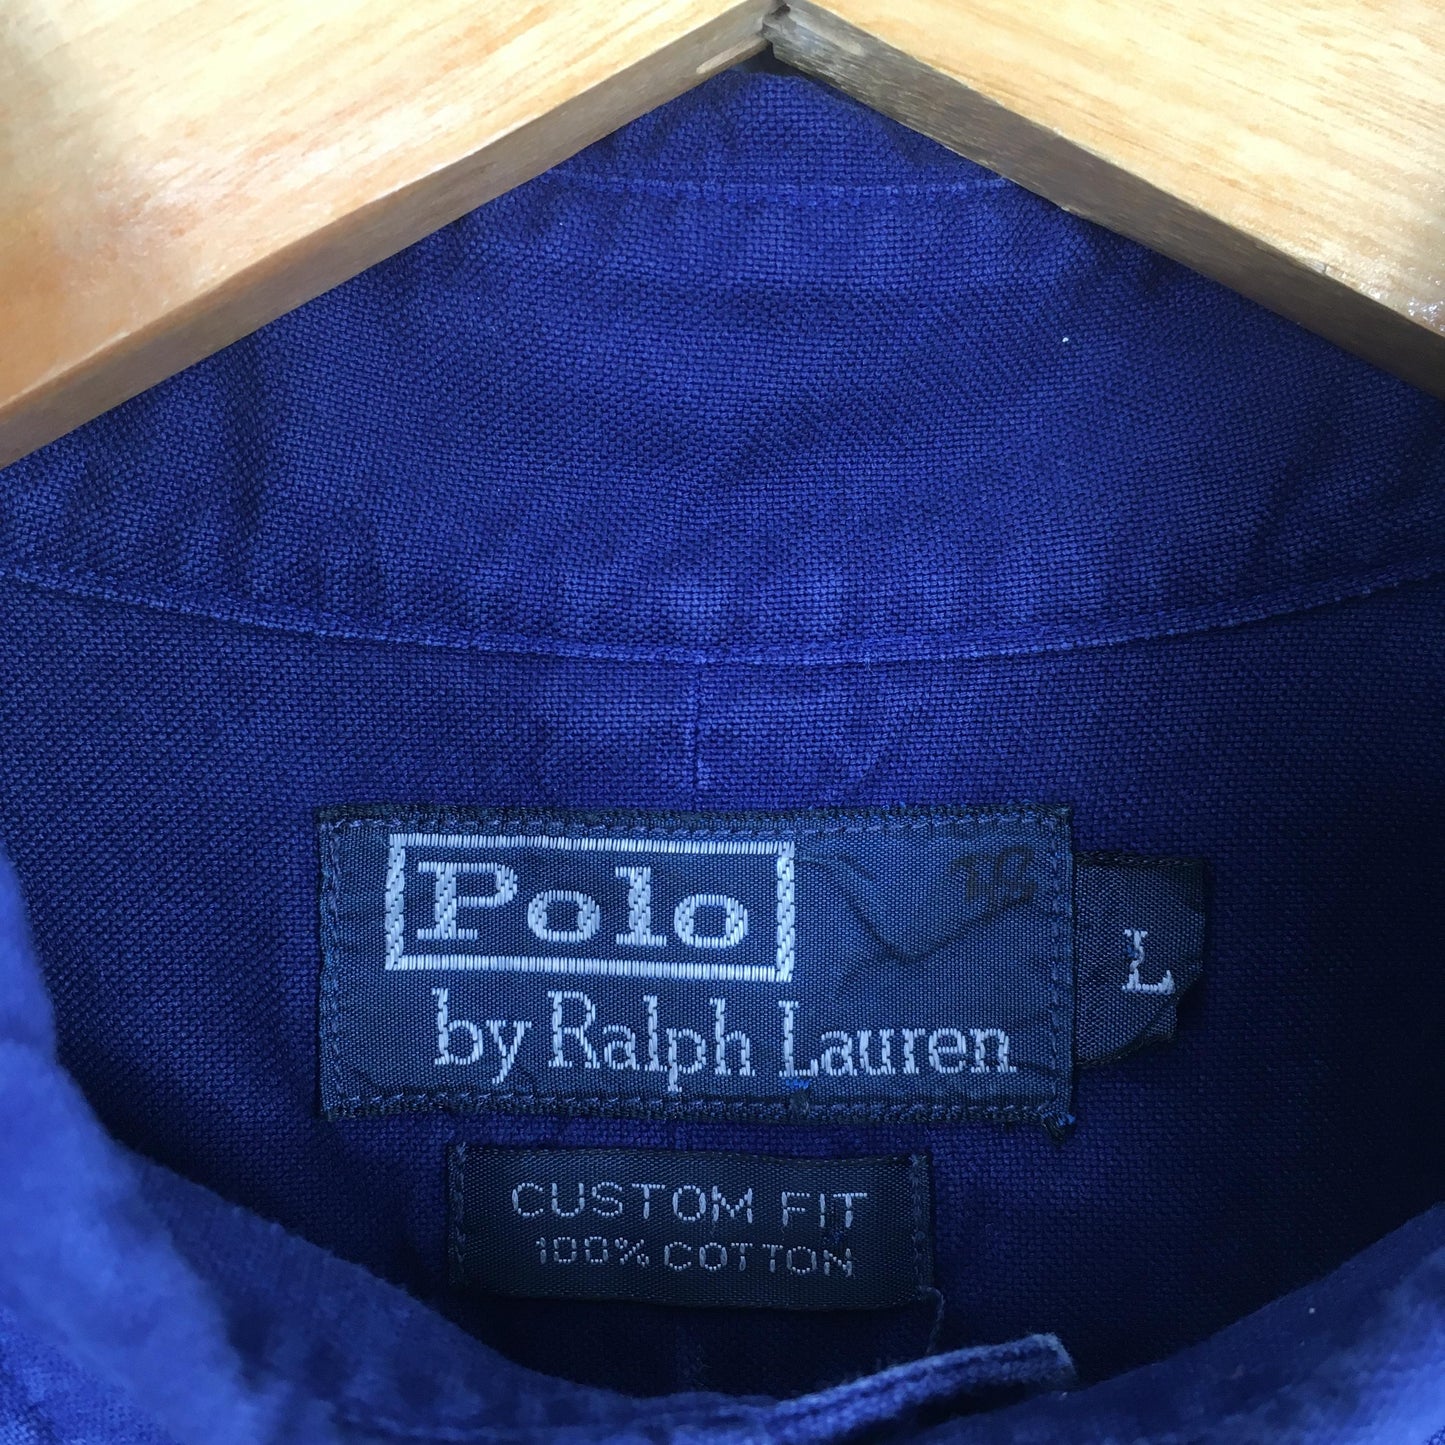 Polo
by Ralph Lauren
L
CUSTOM FIT
100% COTTON